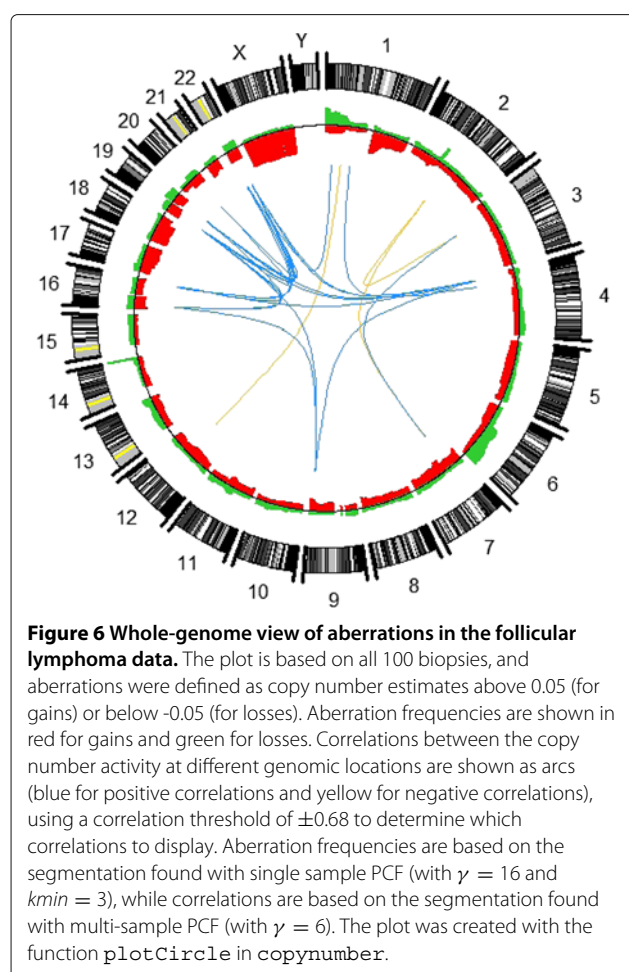 X
Y
1
2
3
4
5
6
7
8
9
10
11
12
13
14
15
16
17
18
19
20
21
22
Figure 6 Whole-genome view of aberrations in the follicular
lymphoma data. The plot is based on all 100 biopsies, and
aberrations were defined as copy number estimates above 0.05 (for
gains) or below -0.05 (for losses). Aberration frequencies are shown in
red for gains and green for losses. Correlations between the copy
number activity at different genomic locations are shown as arcs
(blue for positive correlations and yellow for negative correlations),
using a correlation threshold of ±0.68 to determine which
correlations to display. Aberration frequencies are based on the
segmentation found with single sample PCF (with γ = 16 and
kmin = 3), while correlations are based on the segmentation found
with multi-sample PCF (with γ = 6). The plot was created with the
function plotCircle in copynumber.